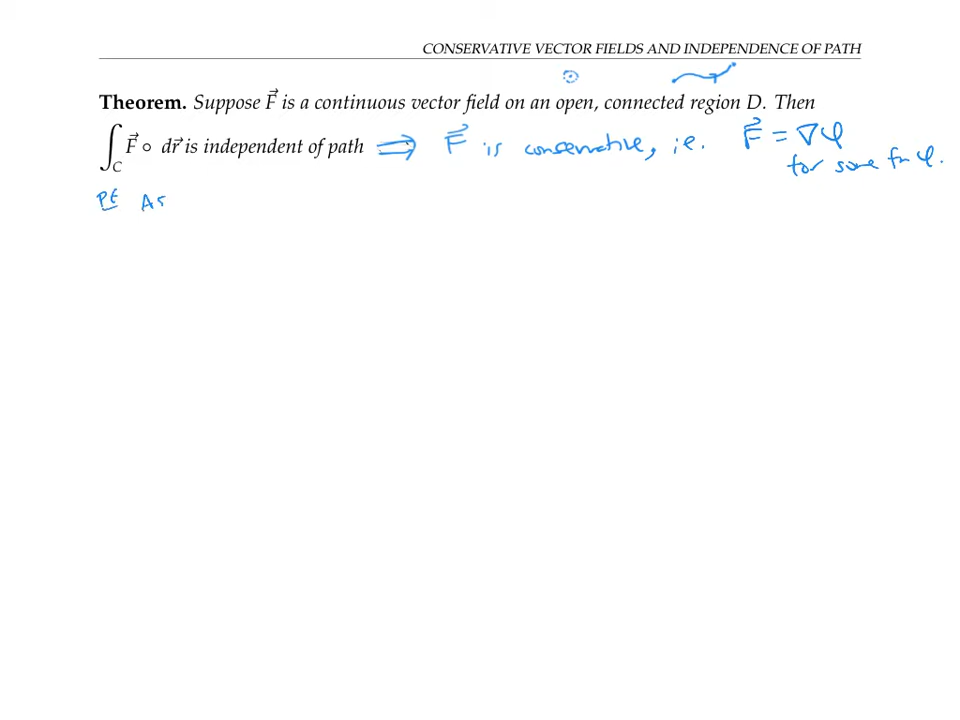 CONSERVATIVE VECTOR FIELDS AND INDEPENDENCE OF PATH
Theorem. Suppose F⃗ is a continuous vector field on an open, connected region D. Then
∫_C F⃗ ∘ dr⃗ is independent of path ⟹ F⃗ is conservative, i.e. F⃗ = ∇φ
for some fn φ.
Pf As